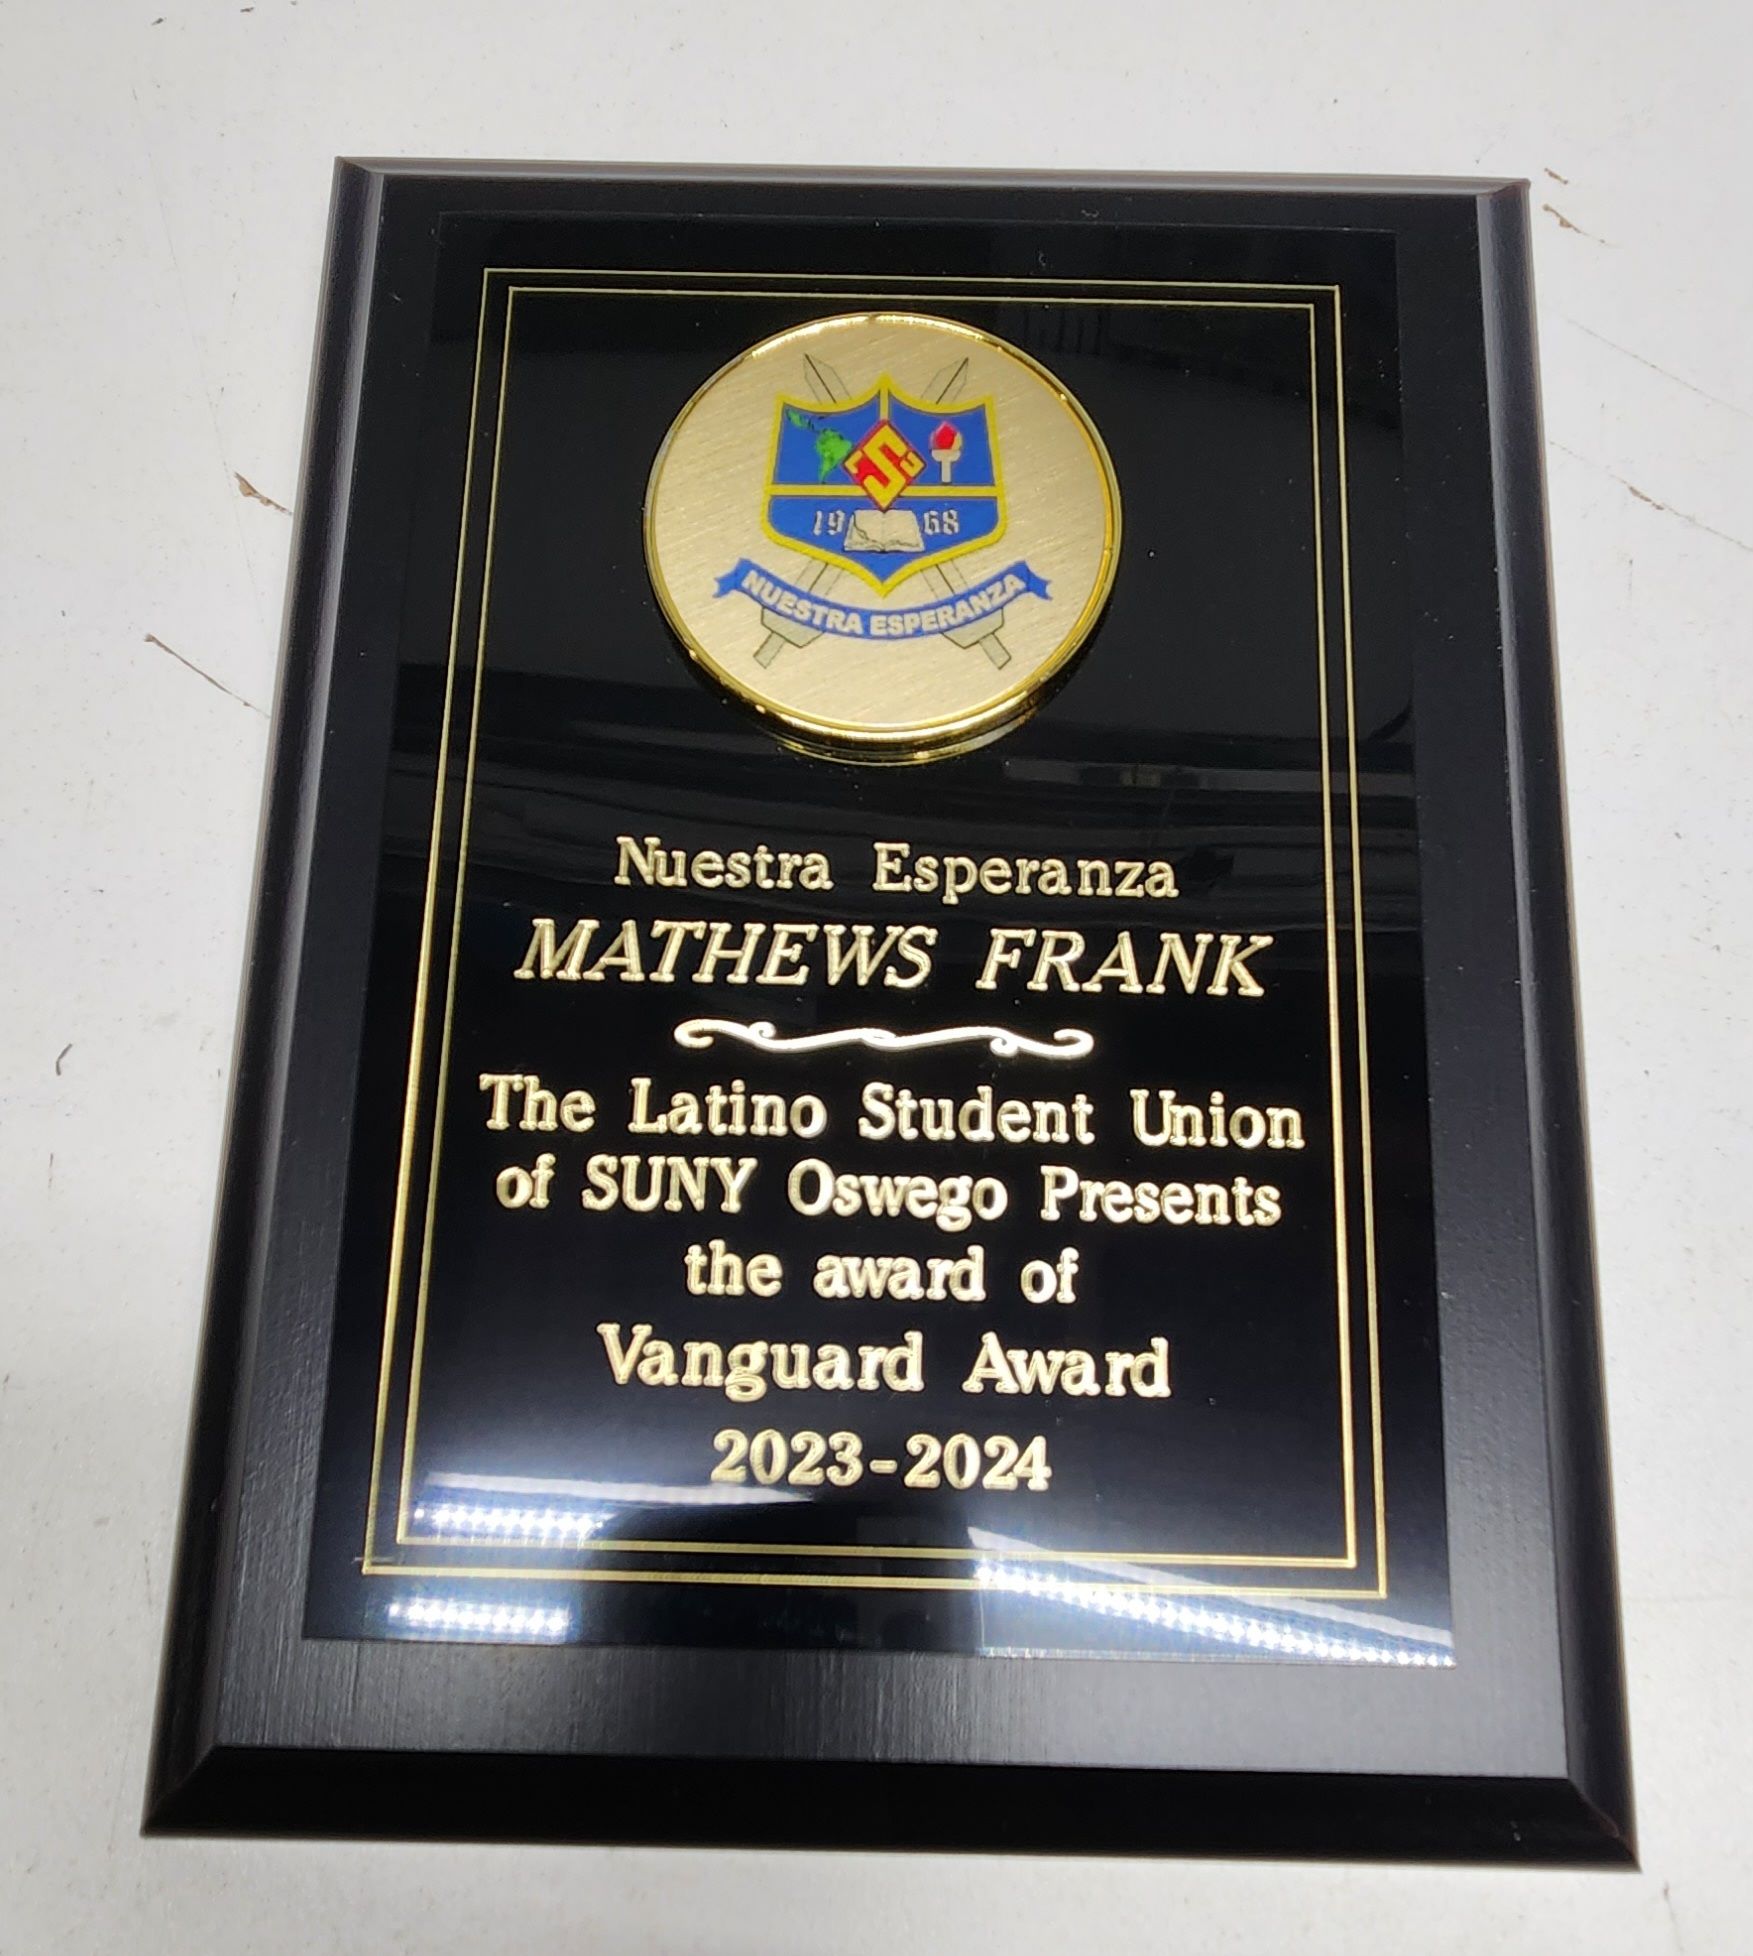 19 68
NUESTRA ESPERANZA
Nuestra Esperanza
MATHEWS FRANK
The Latino Student Union
of SUNY Oswego Presents
the award of
Vanguard Award
2023-2024